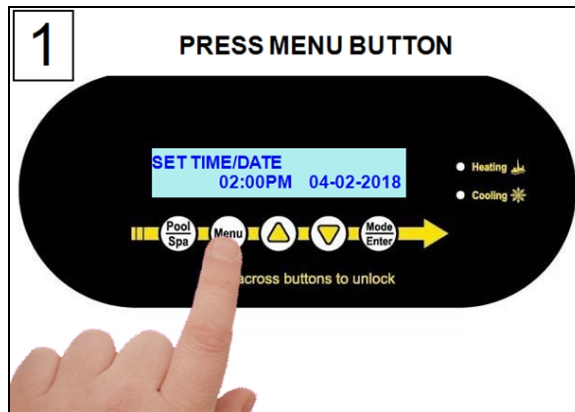 1
PRESS MENU BUTTON
SET TIME/DATE
02:00PM 04-02-2018
Heating
Cooling
Pool
Spa
Menu
Mode
Enter
across buttons to unlock